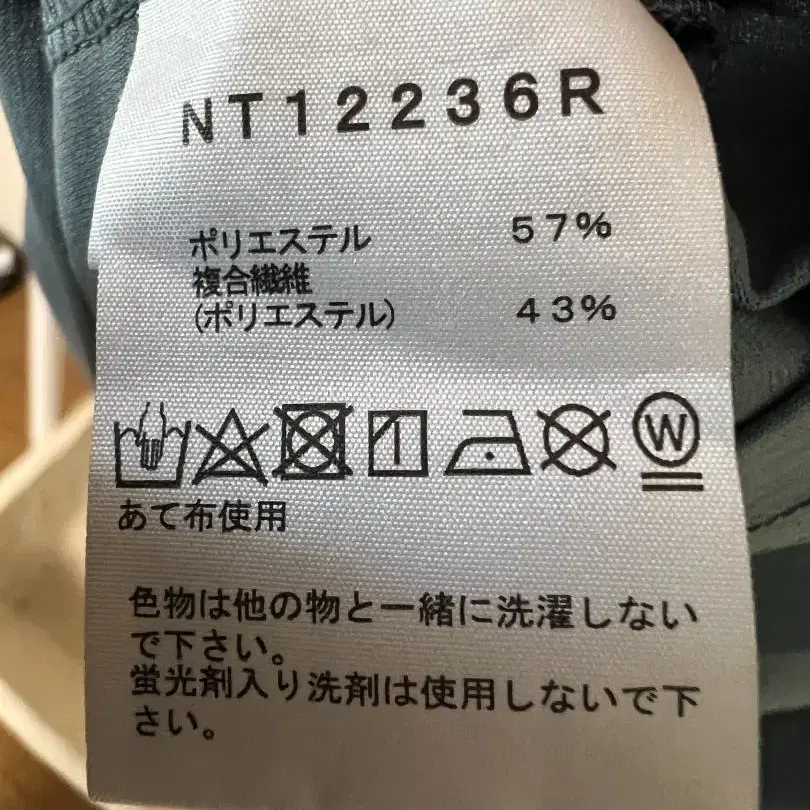 NT12236R
ポリエステル 57%
複合繊維
(ポリエステル) 43%
W
あて布使用
色物は他の物と一緒に洗濯しない
で下さい。
蛍光剤入り洗剤は使用しないで下
さい。